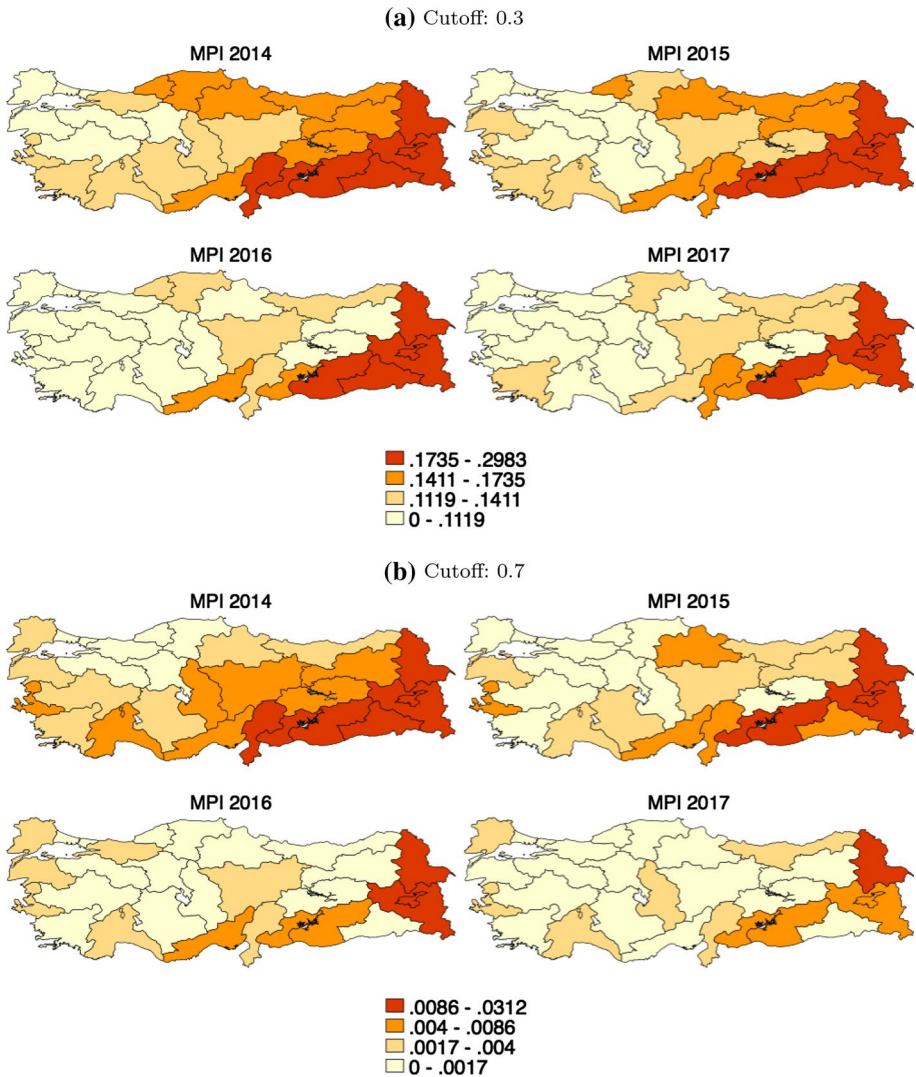 (a) Cutoff: 0.3
MPI 2014
MPI 2015
MPI 2016
MPI 2017
.1735 - .2983
.1411 - .1735
.1119 - .1411
0 - .1119
(b) Cutoff: 0.7
MPI 2014
MPI 2015
MPI 2016
MPI 2017
.0086 - .0312
.004 - .0086
.0017 - .004
0 - .0017